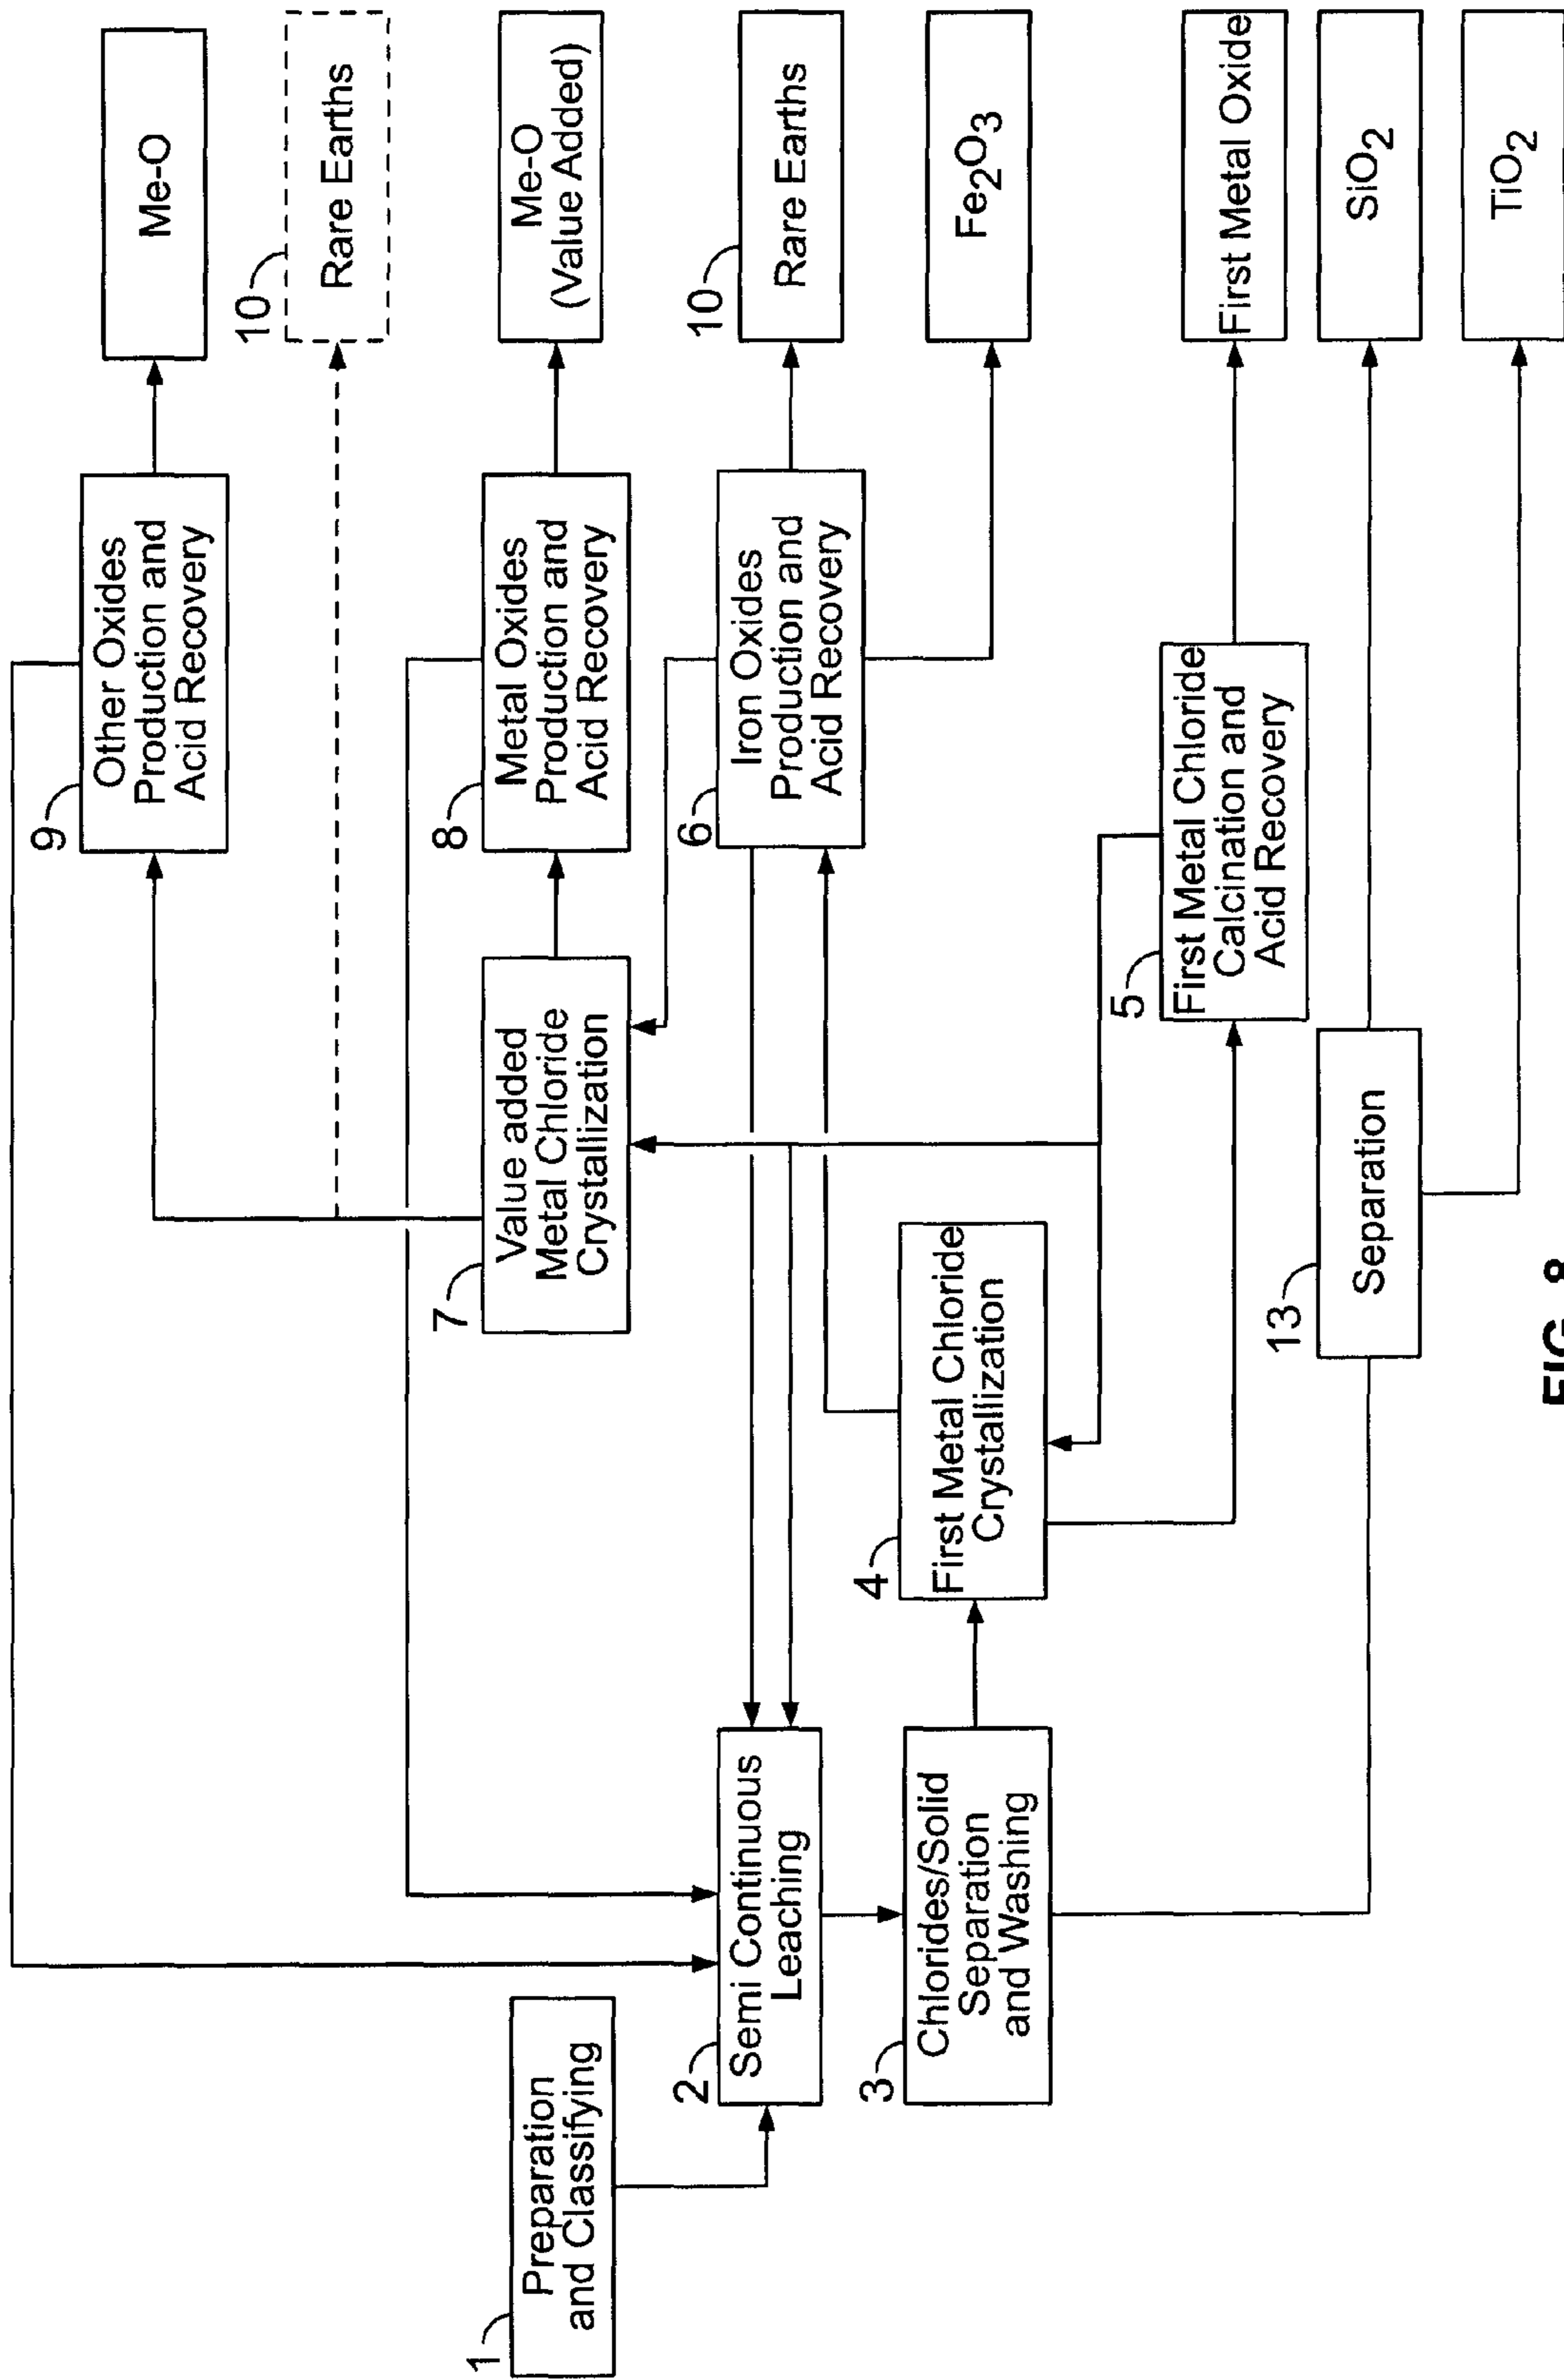 1
Preparation
and Classifying
2
Semi Continuous
Leaching
3
Chlorides/Solid
Separation
and Washing
4
First Metal Chloride
Crystallization
5
First Metal Chloride
Calcination and
Acid Recovery
6
Iron Oxides
Production and
Acid Recovery
7
Value added
Metal Chloride
Crystallization
8
Metal Oxides
Production and
Acid Recovery
9
Other Oxides
Production and
Acid Recovery
13
Separation
Me-O
10
Rare Earths
Me-O
(Value Added)
10
Rare Earths
Fe2O3
First Metal Oxide
SiO2
TiO2
FIG. 8